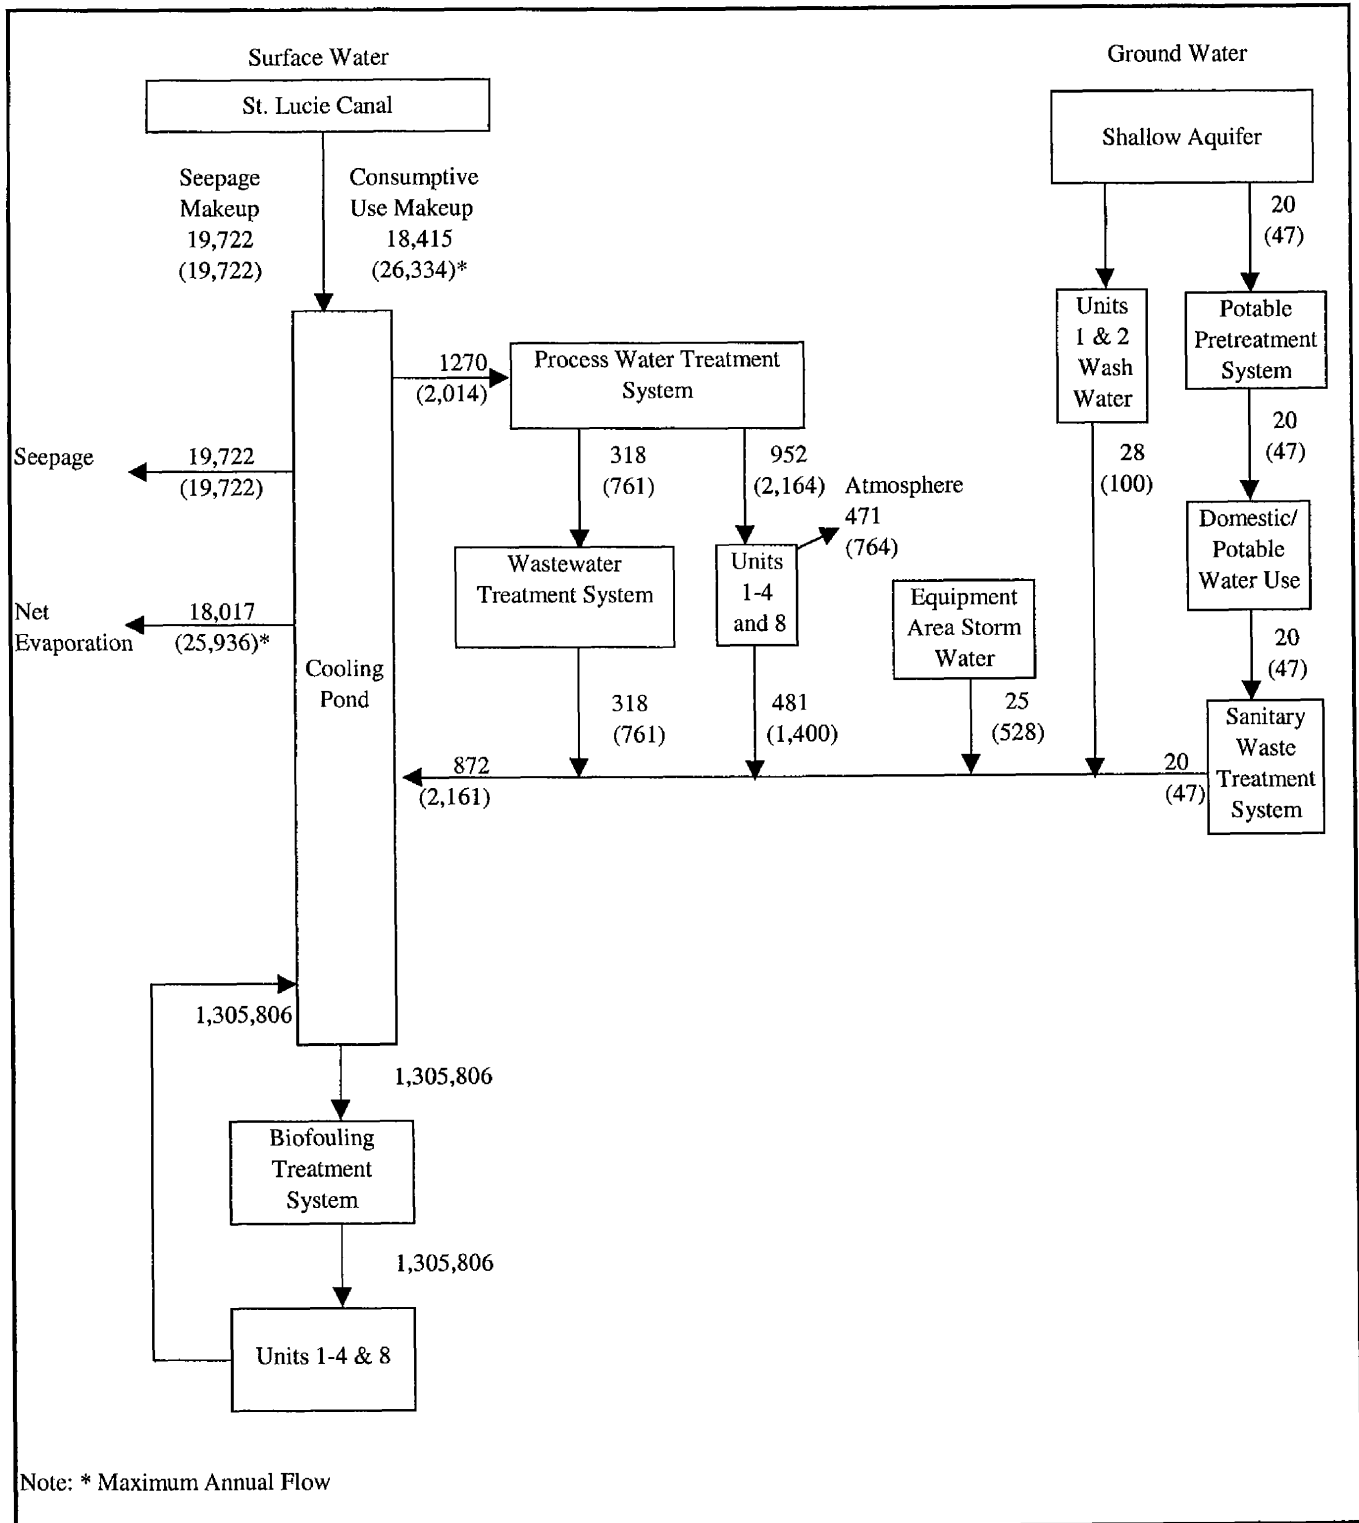 Surface Water
St. Lucie Canal
Ground Water
Shallow Aquifer
Seepage
Makeup
19,722
(19,722)
Consumptive
Use Makeup
18,415
(26,334)*
20
(47)
Units
1 & 2
Wash
Water
Potable
Pretreatment
System
1270
(2,014)
Process Water Treatment
System
Seepage
19,722
(19,722)
318
(761)
952
(2,164)
Atmosphere
471
(764)
28
(100)
20
(47)
Domestic/
Potable
Water Use
Wastewater
Treatment System
Units
1-4
and 8
Equipment
Area Storm
Water
Net
Evaporation
18,017
(25,936)*
Cooling
Pond
318
(761)
481
(1,400)
25
(528)
20
(47)
Sanitary
Waste
Treatment
System
872
(2,161)
20
(47)
1,305,806
1,305,806
Biofouling
Treatment
System
1,305,806
Units 1-4 & 8
Note: * Maximum Annual Flow